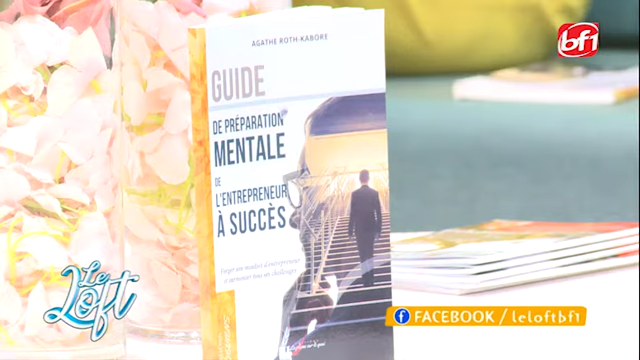 bf1
AGATHE ROTH-KABORE
GUIDE
DE PRÉPARATION
MENTALE
DE
L'ENTREPRENEUR
À SUCCÈS
Le
Loft
FACEBOOK / leloftbf1